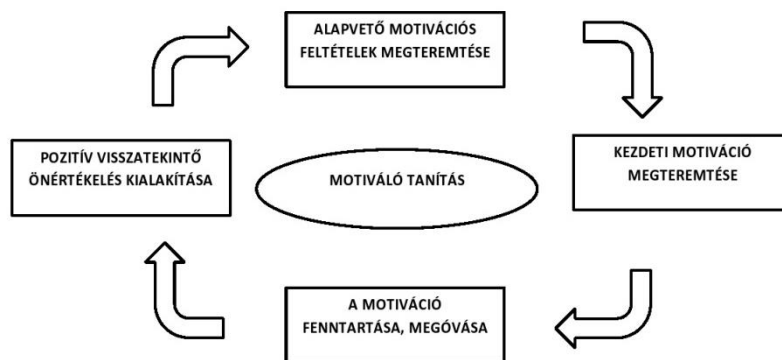 ALAPVETŐ MOTIVÁCIÓS
FELTÉTELEK MEGTEREMTÉSE
POZITÍV VISSZATEKINTŐ
ÖNÉRTÉKELÉS KIALAKÍTÁSA
MOTIVÁLÓ TANÍTÁS
KEZDETI MOTIVÁCIÓ
MEGTEREMTÉSE
A MOTIVÁCIÓ
FENNTARTÁSA, MEGÓVÁSA